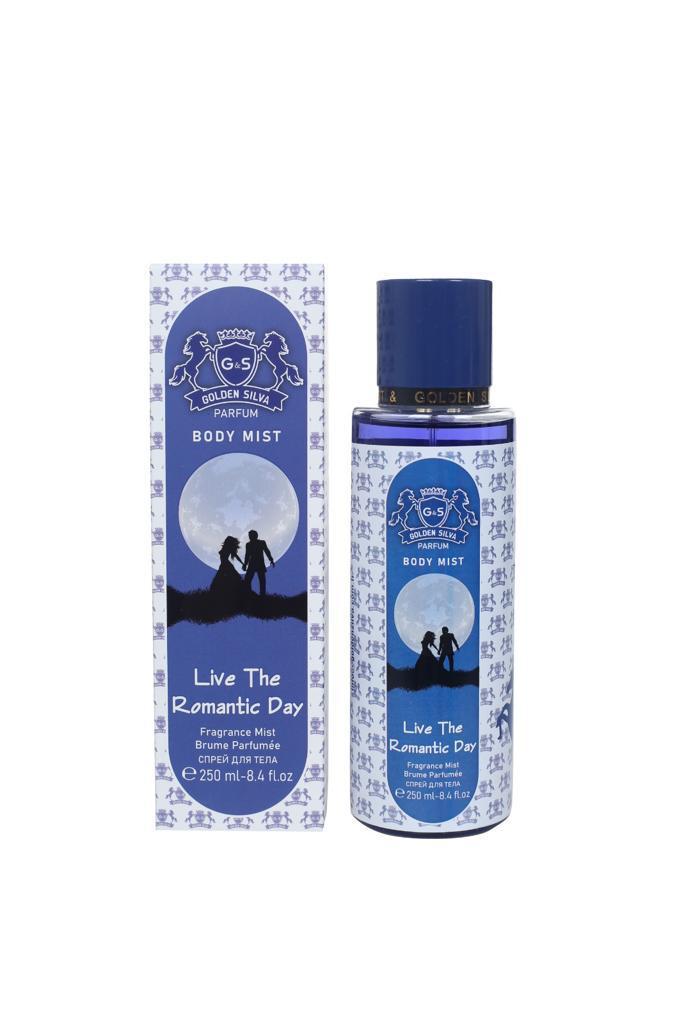 G&S
GOLDEN SILVA
PARFUM
BODY MIST
Live The
Romantic Day
Fragrance Mist
Brume Parfumée
СПРЕЙ ДЛЯ ТЕЛА
℮ 250 ml-8.4 fl.oz
& GOLDEN
G&S
GOLDEN SILVA
PARFUM
BODY MIST
Live The
Romantic Day
Fragrance Mist
Brume Parfumée
СПРЕЙ ДЛЯ ТЕЛА
℮ 250 ml-8.4 fl.oz